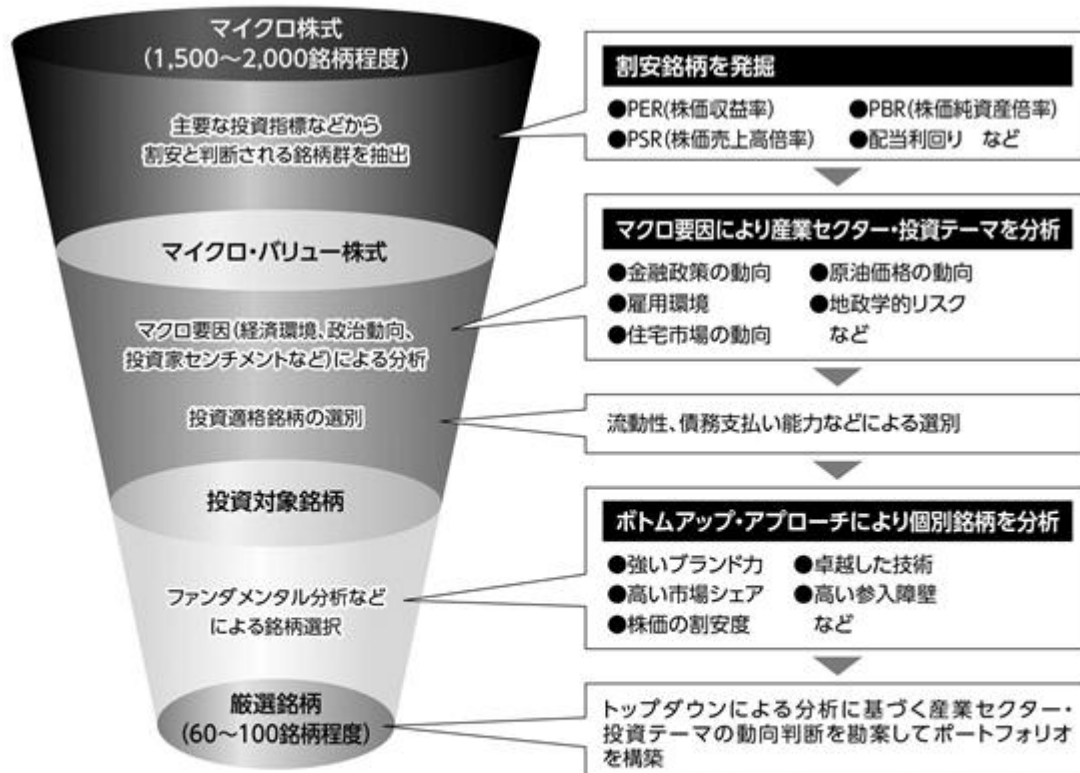 マイクロ株式
(1,500～2,000銘柄程度)
主要な投資指標などから
割安と判断される銘柄群を抽出
マイクロ・バリュー株式
マクロ要因(経済環境、政治動向、
投資家センチメントなど)による分析
投資適格銘柄の選別
投資対象銘柄
ファンダメンタル分析など
による銘柄選択
厳選銘柄
(60～100銘柄程度)
割安銘柄を発掘
●PER(株価収益率) ●PBR(株価純資産倍率)
●PSR(株価売上高倍率) ●配当利回り など
マクロ要因により産業セクター・投資テーマを分析
●金融政策の動向 ●原油価格の動向
●雇用環境 ●地政学的リスク
●住宅市場の動向 など
流動性、債務支払い能力などによる選別
ボトムアップ・アプローチにより個別銘柄を分析
●強いブランド力 ●卓越した技術
●高い市場シェア ●高い参入障壁
●株価の割安度 など
トップダウンによる分析に基づく産業セクター・
投資テーマの動向判断を勘案してポートフォリオ
を構築